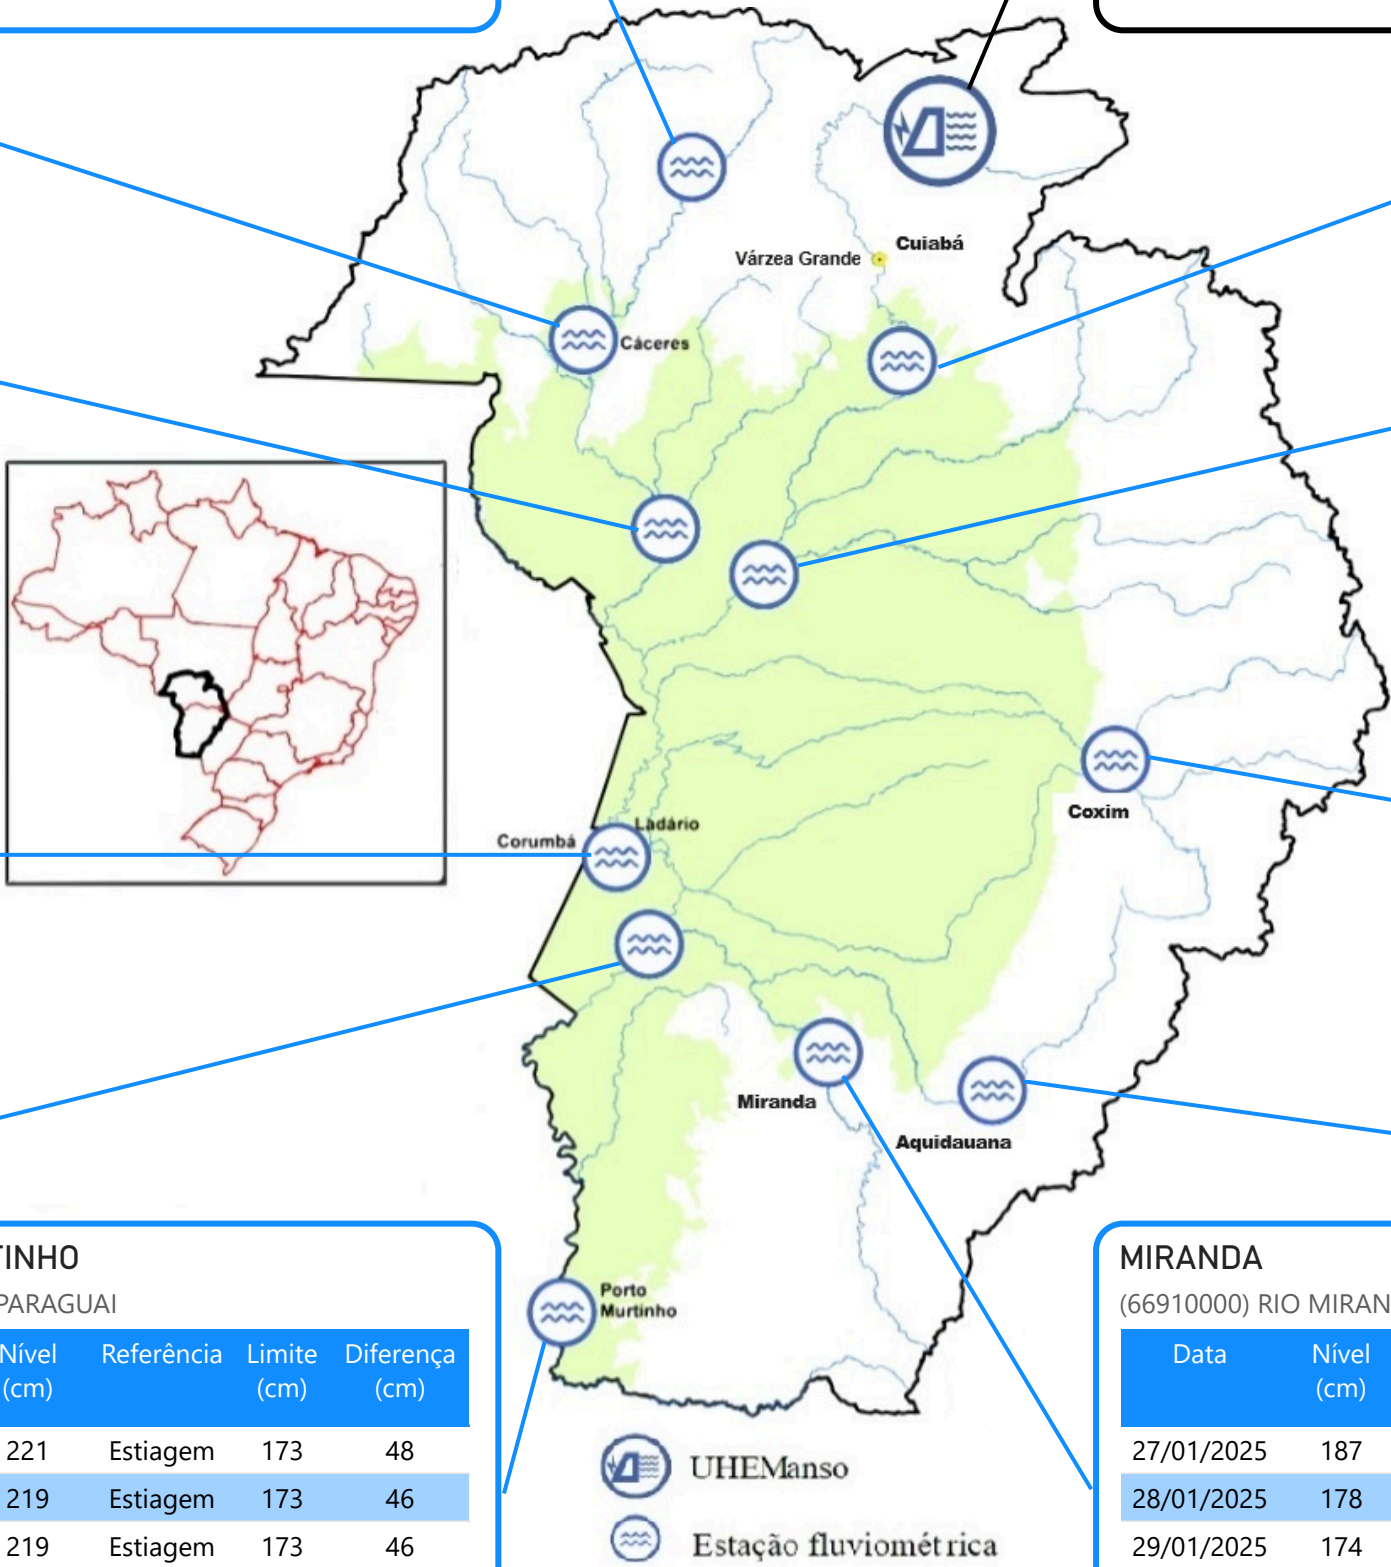 Cuiabá
Várzea Grande
Cáceres
Coxim
Ladário
Corumbá
Miranda
Aquidauana
Porto
Murtinho
TINHO
PARAGUAI
Nível (cm) Referência Limite (cm) Diferença (cm)
221 Estiagem 173 48
219 Estiagem 173 46
219 Estiagem 173 46
UHEManso
Estação fluviométrica
MIRANDA
(66910000) RIO MIRAN
Data Nível (cm)
27/01/2025 187
28/01/2025 178
29/01/2025 174